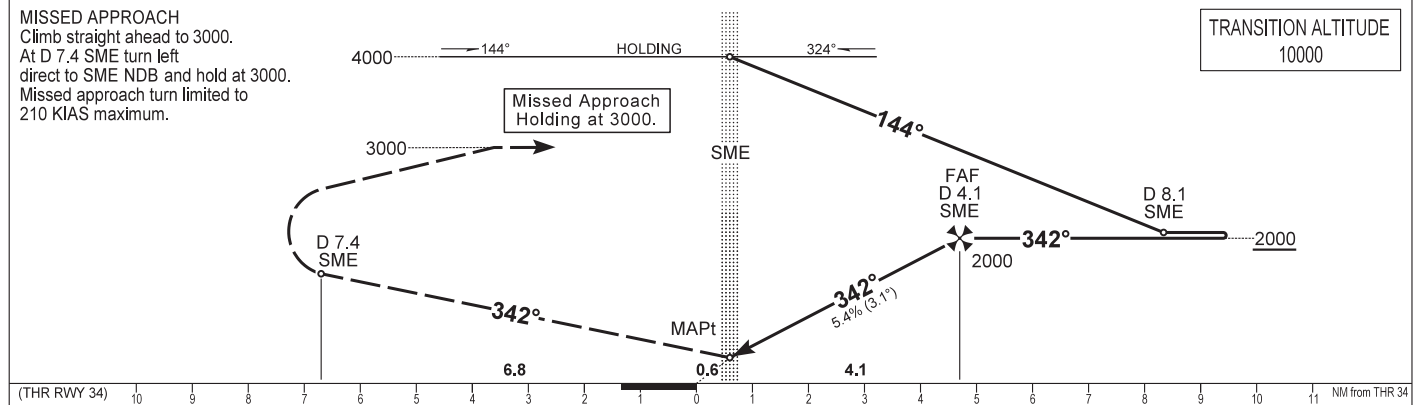 MISSED APPROACH
Climb straight ahead to 3000.
At D 7.4 SME turn left
direct to SME NDB and hold at 3000.
Missed approach turn limited to
210 KIAS maximum.
TRANSITION ALTITUDE
10000
4000
144°
HOLDING
324°
Missed Approach
Holding at 3000.
3000
SME
144°
FAF
D 4.1
SME
D 8.1
SME
342°
2000
2000
D 7.4
SME
342°
5.4% (3.1°)
342°
MAPt
6.8
0.6
4.1
(THR RWY 34) 10 9 8 7 6 5 4 3 2 1 0 1 2 3 4 5 6 7 8 9 10 11 NM from THR 34